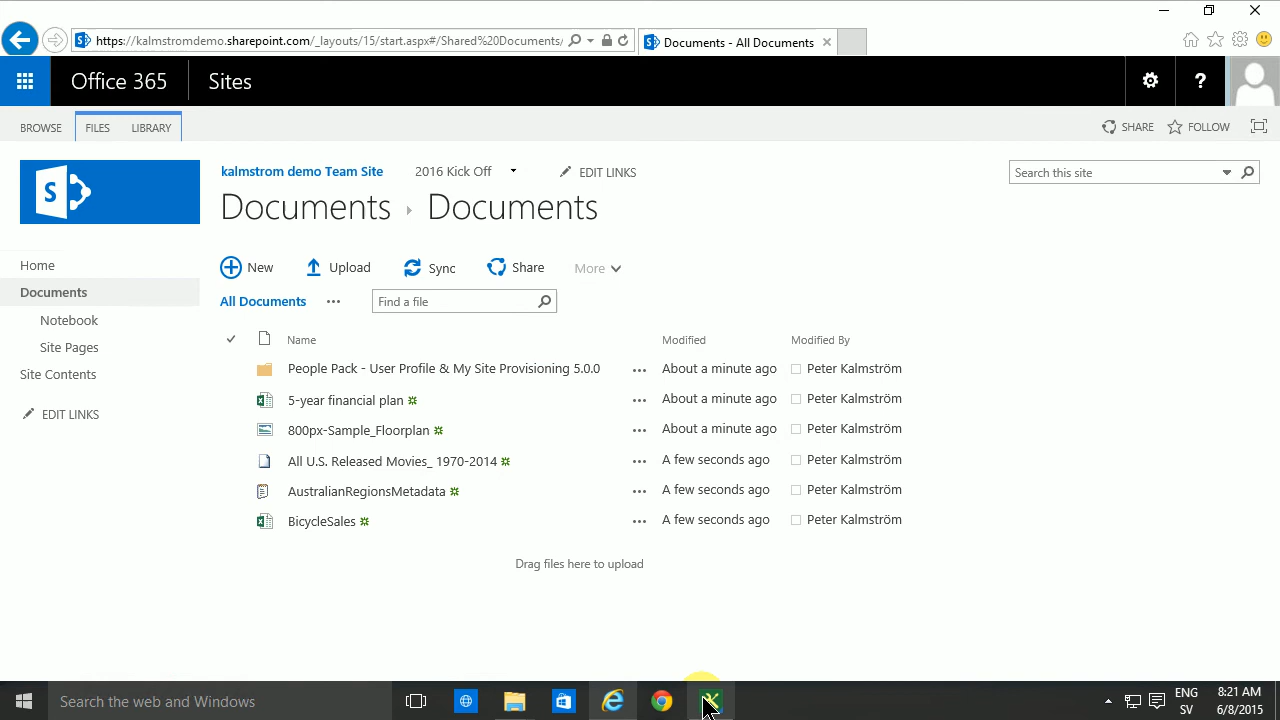 https://kalmstromdemo.sharepoint.com/_layouts/15/start.aspx#/Shared%20Documents/
Documents - All Documents
Office 365
Sites
?
BROWSE
FILES
LIBRARY
SHARE
FOLLOW
S
kalmstrom demo Team Site
2016 Kick Off
EDIT LINKS
Search this site
Documents
Documents
Home
Documents
Notebook
Site Pages
Site Contents
EDIT LINKS
New
Upload
Sync
Share
More
All Documents
...
Find a file
Name
Modified
Modified By
People Pack - User Profile & My Site Provisioning 5.0.0 ... About a minute ago Peter Kalmström
5-year financial plan ... About a minute ago Peter Kalmström
800px-Sample_Floorplan ... About a minute ago Peter Kalmström
All U.S. Released Movies_ 1970-2014 ... A few seconds ago Peter Kalmström
AustralianRegionsMetadata ... A few seconds ago Peter Kalmström
BicycleSales ... A few seconds ago Peter Kalmström
Drag files here to upload
Search the web and Windows
ENG
SV
8:21 AM
6/8/2015